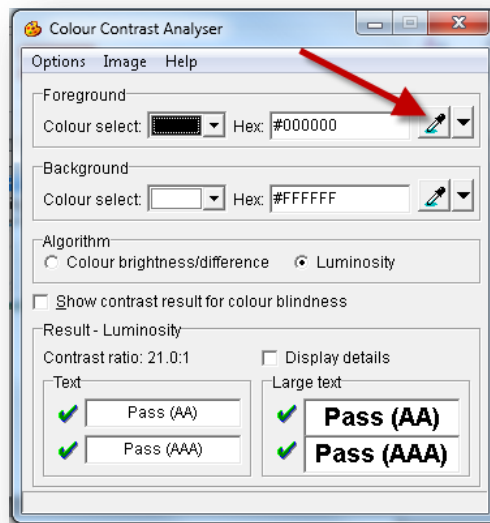 Colour Contrast Analyser
Options Image Help
Foreground
Colour select: Hex: #000000
Background
Colour select: Hex: #FFFFFF
Algorithm
Colour brightness/difference Luminosity
Show contrast result for colour blindness
Result - Luminosity
Contrast ratio: 21.0:1 Display details
Text Large text
Pass (AA) Pass (AA)
Pass (AAA) Pass (AAA)